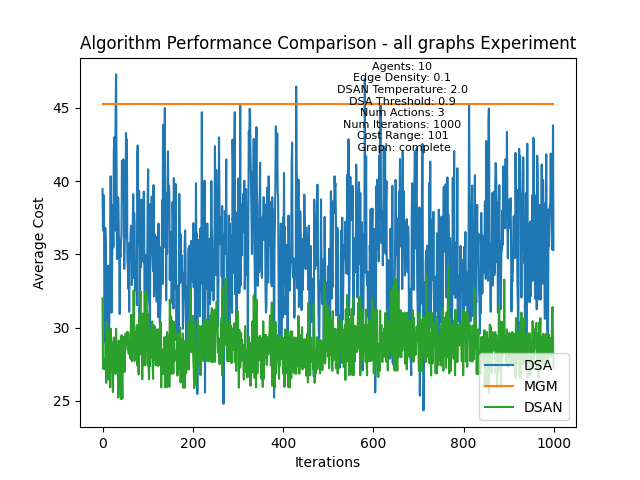 Algorithm Performance Comparison - all graphs Experiment
Agents: 10
Edge Density: 0.1
DSAN Temperature: 2.0
DSA Threshold: 0.9
Num Actions: 3
Num Iterations: 1000
Cost Range: 101
Graph: complete
Average Cost
45
40
35
30
25
DSA
MGM
DSAN
0
200
400
600
800
1000
Iterations